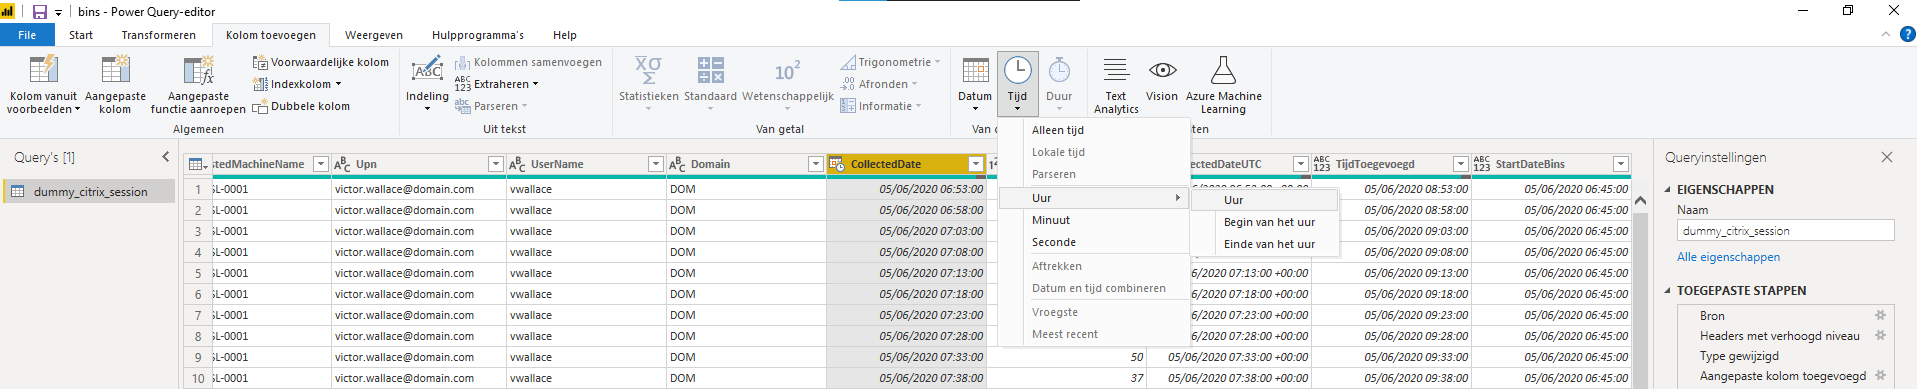 bins - Power Query-editor
File Start Transformeren Kolom toevoegen Weergeven Hulpprogramma's Help
Kolom vanuit voorbeelden
Aangepaste kolom
Aangepaste functie aanroepen
Voorwaardelijke kolom
Indexkolom
Dubbele kolom
Algemeen
Indeling
Kolommen samenvoegen
Extraheren
Parseren
Uit tekst
Statistieken
Standaard
Wetenschappelijk
Trigonometrie
Afronden
Informatie
Van getal
Datum
Tijd
Duur
Text Analytics
Vision
Azure Machine Learning
Alleen tijd
Lokale tijd
Parseren
Uur
Minuut
Seconde
Aftrekken
Datum en tijd combineren
Vroegste
Meest recent
Uur
Begin van het uur
Einde van het uur
Query's [1]
dummy_citrix_session
stedMachineName Upn UserName Domain CollectedDate ectedDateUTC TijdToegevoegd StartDateBins
1 SL-0001 victor.wallace@domain.com vwallace DOM 05/06/2020 06:53:00 05/06/2020 08:53:00 05/06/2020 06:45:00
2 SL-0001 victor.wallace@domain.com vwallace DOM 05/06/2020 06:58:00 05/06/2020 08:58:00 05/06/2020 06:45:00
3 SL-0001 victor.wallace@domain.com vwallace DOM 05/06/2020 07:03:00 05/06/2020 09:03:00 05/06/2020 06:45:00
4 SL-0001 victor.wallace@domain.com vwallace DOM 05/06/2020 07:08:00 05/06/2020 09:08:00 05/06/2020 06:45:00
5 SL-0001 victor.wallace@domain.com vwallace DOM 05/06/2020 07:13:00 /06/2020 07:13:00 +00:00 05/06/2020 09:13:00 05/06/2020 06:45:00
6 SL-0001 victor.wallace@domain.com vwallace DOM 05/06/2020 07:18:00 /06/2020 07:18:00 +00:00 05/06/2020 09:18:00 05/06/2020 06:45:00
7 SL-0001 victor.wallace@domain.com vwallace DOM 05/06/2020 07:23:00 /06/2020 07:23:00 +00:00 05/06/2020 09:23:00 05/06/2020 06:45:00
8 SL-0001 victor.wallace@domain.com vwallace DOM 05/06/2020 07:28:00 /06/2020 07:28:00 +00:00 05/06/2020 09:28:00 05/06/2020 06:45:00
9 SL-0001 victor.wallace@domain.com vwallace DOM 05/06/2020 07:33:00 50 05/06/2020 07:33:00 +00:00 05/06/2020 09:33:00 05/06/2020 06:45:00
10 SL-0001 victor.wallace@domain.com vwallace DOM 05/06/2020 07:38:00 37 05/06/2020 07:38:00 +00:00 05/06/2020 09:38:00 05/06/2020 06:45:00
Queryinstellingen
EIGENSCHAPPEN
Naam
dummy_citrix_session
Alle eigenschappen
TOEGEPASTE STAPPEN
Bron
Headers met verhoogd niveau
Type gewijzigd
Aangepaste kolom toegevoegd